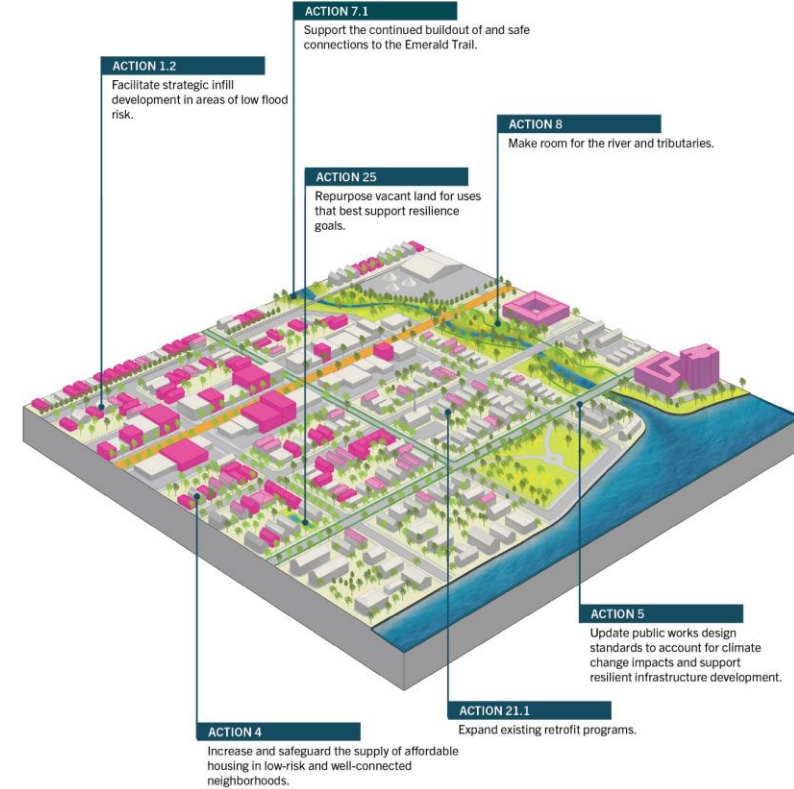 ACTION 7.1
Support the continued buildout of and safe
connections to the Emerald Trail.
ACTION 1.2
Facilitate strategic infill
development in areas of low flood
risk.
ACTION 8
Make room for the river and tributaries.
ACTION 25
Repurpose vacant land for uses
that best support resilience
goals.
ACTION 5
Update public works design
standards to account for climate
change impacts and support
resilient infrastructure development.
ACTION 21.1
Expand existing retrofit programs.
ACTION 4
Increase and safeguard the supply of affordable
housing in low-risk and well-connected
neighborhoods.